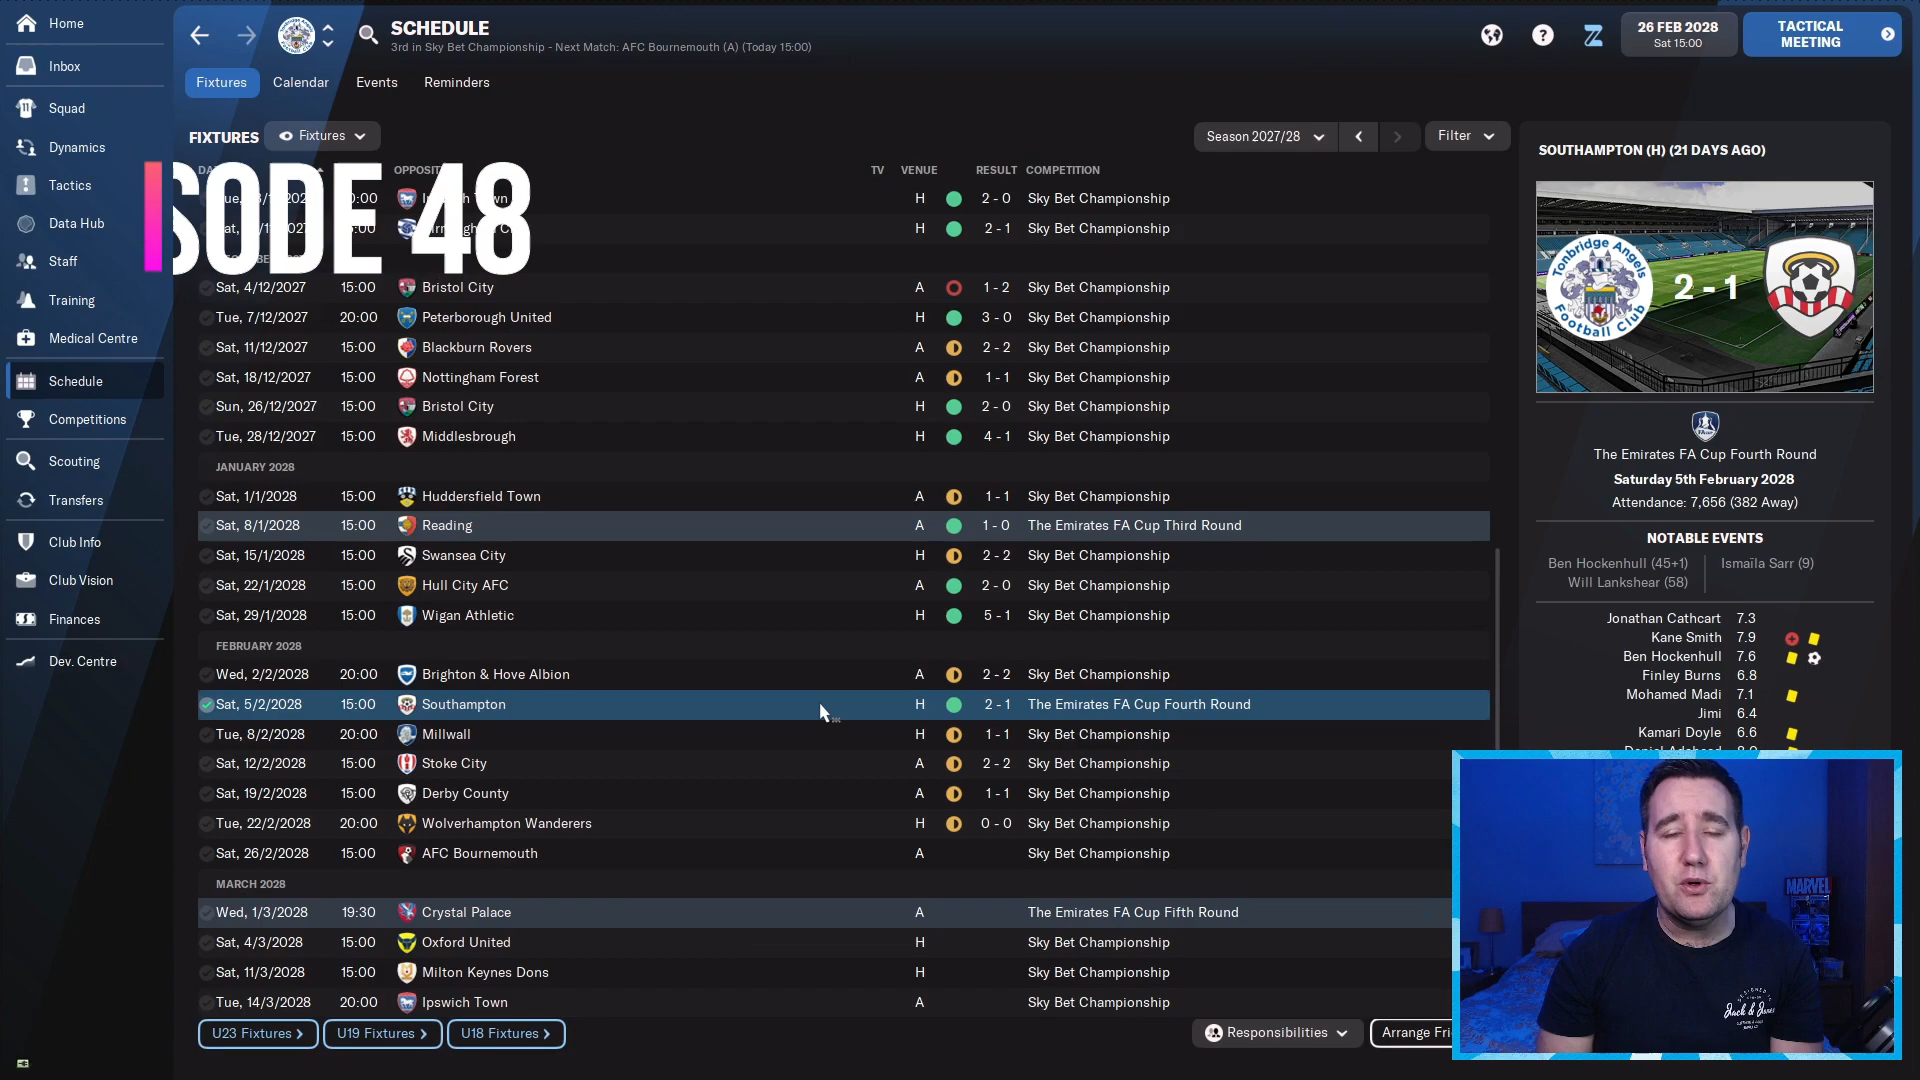 Home
SCHEDULE
3rd in Sky Bet Championship - Next Match: AFC Bournemouth (A) (Today 15:00)
26 FEB 2028
Sat 15:00
TACTICAL
MEETING
Inbox
Squad
Dynamics
Tactics
Data Hub
Staff
Training
Medical Centre
Schedule
Competitions
Scouting
Transfers
Club Info
Club Vision
Finances
Dev. Centre
Fixtures Calendar Events Reminders
FIXTURES Fixtures
Season 2027/28
Filter
TV VENUE RESULT COMPETITION
SODE 48
H 2 - 0 Sky Bet Championship
H 2 - 1 Sky Bet Championship
Sat, 4/12/2027 15:00 Bristol City A 1 - 2 Sky Bet Championship
Tue, 7/12/2027 20:00 Peterborough United H 3 - 0 Sky Bet Championship
Sat, 11/12/2027 15:00 Blackburn Rovers A 2 - 2 Sky Bet Championship
Sat, 18/12/2027 15:00 Nottingham Forest A 1 - 1 Sky Bet Championship
Sun, 26/12/2027 15:00 Bristol City H 2 - 0 Sky Bet Championship
Tue, 28/12/2027 15:00 Middlesbrough H 4 - 1 Sky Bet Championship
JANUARY 2028
Sat, 1/1/2028 15:00 Huddersfield Town A 1 - 1 Sky Bet Championship
Sat, 8/1/2028 15:00 Reading A 1 - 0 The Emirates FA Cup Third Round
Sat, 15/1/2028 15:00 Swansea City H 2 - 2 Sky Bet Championship
Sat, 22/1/2028 15:00 Hull City AFC A 2 - 0 Sky Bet Championship
Sat, 29/1/2028 15:00 Wigan Athletic H 5 - 1 Sky Bet Championship
FEBRUARY 2028
Wed, 2/2/2028 20:00 Brighton & Hove Albion A 2 - 2 Sky Bet Championship
Sat, 5/2/2028 15:00 Southampton H 2 - 1 The Emirates FA Cup Fourth Round
Tue, 8/2/2028 20:00 Millwall H 1 - 1 Sky Bet Championship
Sat, 12/2/2028 15:00 Stoke City A 2 - 2 Sky Bet Championship
Sat, 19/2/2028 15:00 Derby County A 1 - 1 Sky Bet Championship
Tue, 22/2/2028 20:00 Wolverhampton Wanderers H 0 - 0 Sky Bet Championship
Sat, 26/2/2028 15:00 AFC Bournemouth A Sky Bet Championship
MARCH 2028
Wed, 1/3/2028 19:30 Crystal Palace A The Emirates FA Cup Fifth Round
Sat, 4/3/2028 15:00 Oxford United H Sky Bet Championship
Sat, 11/3/2028 15:00 Milton Keynes Dons H Sky Bet Championship
Tue, 14/3/2028 20:00 Ipswich Town A Sky Bet Championship
U23 Fixtures U19 Fixtures U18 Fixtures
Responsibilities
Arrange Fri
SOUTHAMPTON (H) (21 DAYS AGO)
Tonbridge Angels
Football Club
2 - 1
The Emirates FA Cup Fourth Round
Saturday 5th February 2028
Attendance: 7,656 (382 Away)
NOTABLE EVENTS
Ben Hockenhull (45+1) Ismaïla Sarr (9)
Will Lankshear (58)
Jonathan Cathcart 7.3
Kane Smith 7.9
Ben Hockenhull 7.6
Finley Burns 6.8
Mohamed Madi 7.1
Jimi 6.4
Kamari Doyle 6.6
MARVEL
Jack & Jones